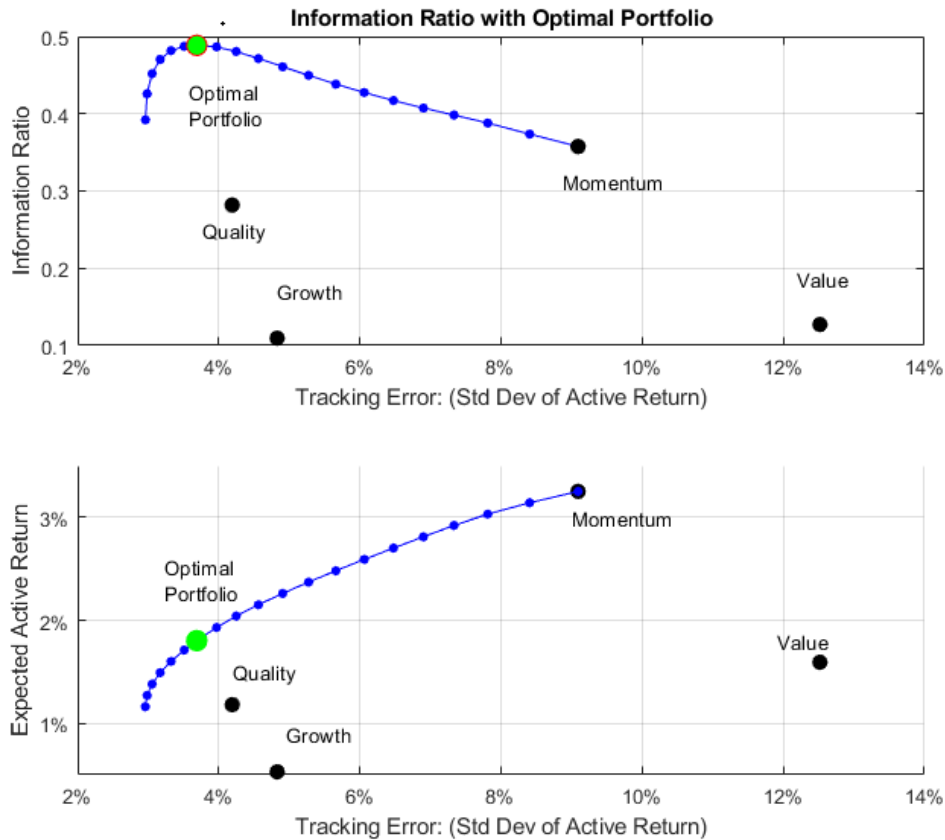 Information Ratio with Optimal Portfolio
Information Ratio
0.5
0.4
0.3
0.2
0.1
Optimal
Portfolio
Momentum
Quality
Growth
Value
2%
4%
6%
8%
10%
12%
14%
Tracking Error: (Std Dev of Active Return)
Expected Active Return
3%
2%
1%
Momentum
Optimal
Portfolio
Value
Quality
Growth
2%
4%
6%
8%
10%
12%
14%
Tracking Error: (Std Dev of Active Return)